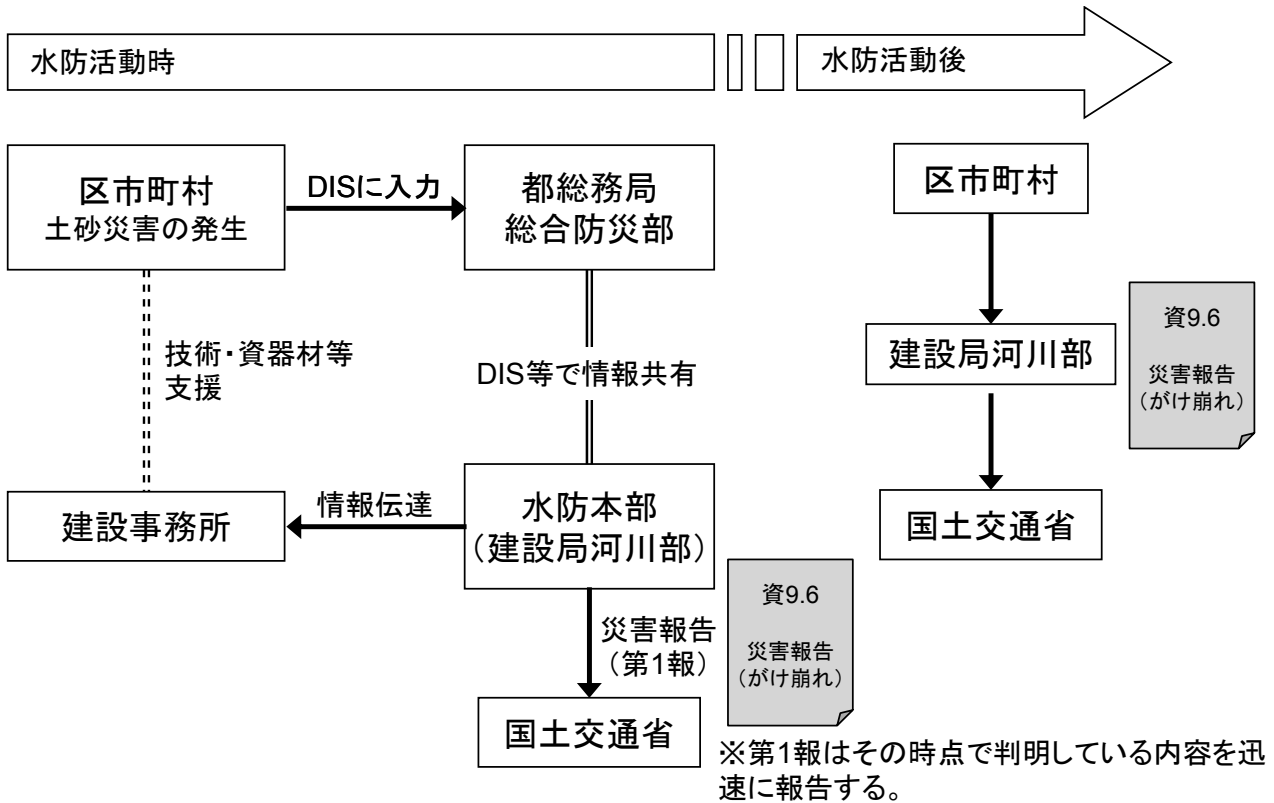 水防活動時
水防活動後
区市町村
土砂災害の発生
DISに入力
都総務局
総合防災部
技術・資器材等
支援
DIS等で情報共有
建設事務所
情報伝達
水防本部
（建設局河川部）
災害報告
（第1報）
国土交通省
資9.6
災害報告
（がけ崩れ）
※第1報はその時点で判明している内容を迅
速に報告する。
区市町村
建設局河川部
国土交通省
資9.6
災害報告
（がけ崩れ）